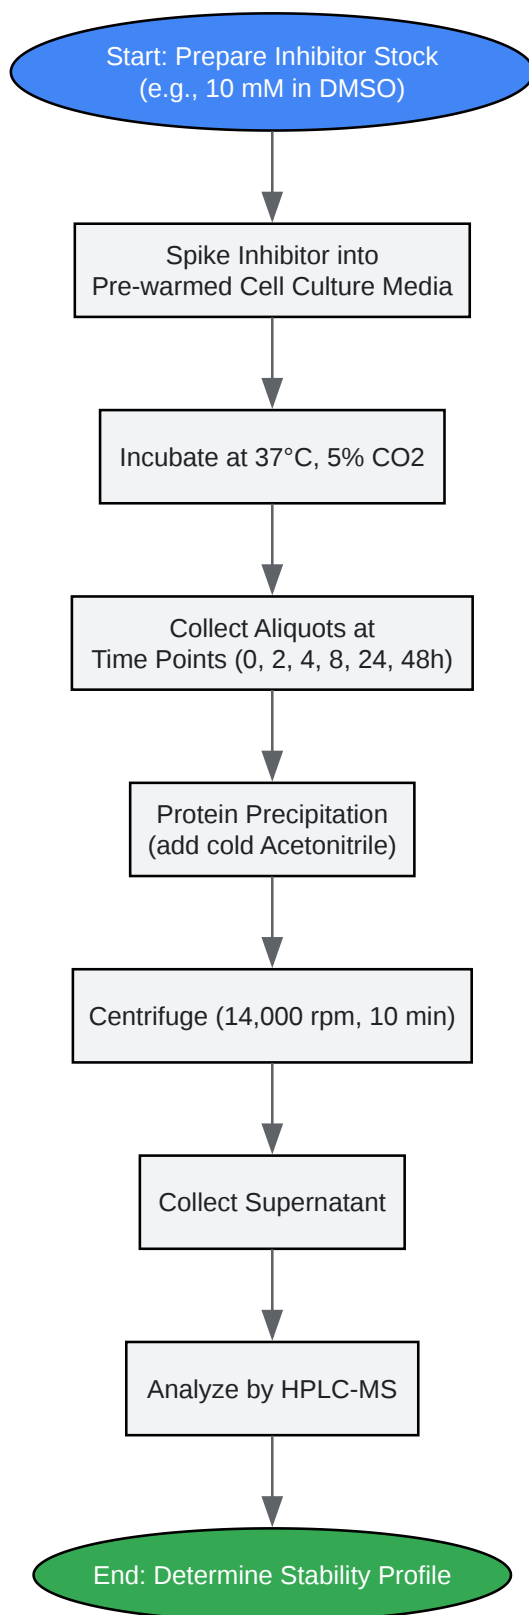 Start: Prepare Inhibitor Stock
(e.g., 10 mM in DMSO)
Spike Inhibitor into
Pre-warmed Cell Culture Media
Incubate at 37°C, 5% CO2
Collect Aliquots at
Time Points (0, 2, 4, 8, 24, 48h)
Protein Precipitation
(add cold Acetonitrile)
Centrifuge (14,000 rpm, 10 min)
Collect Supernatant
Analyze by HPLC-MS
End: Determine Stability Profile